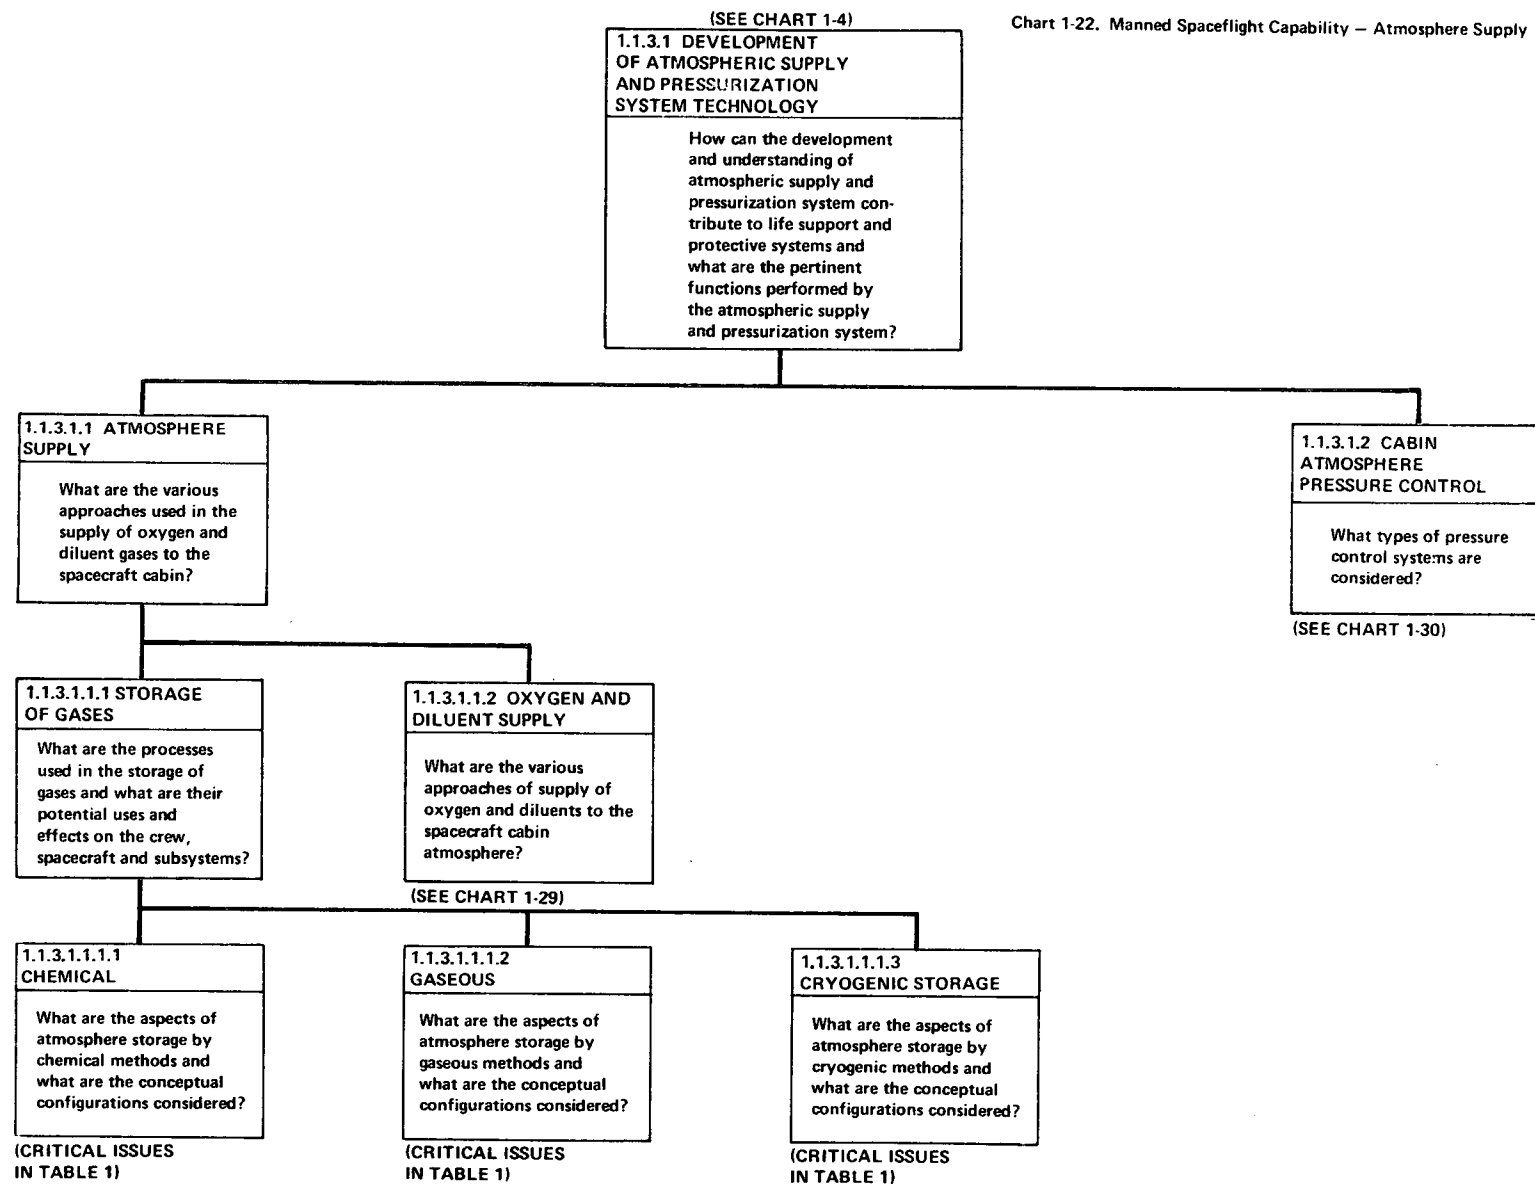 (SEE CHART 1-4)
Chart 1-22. Manned Spaceflight Capability — Atmosphere Supply
1.1.3.1 DEVELOPMENT
OF ATMOSPHERIC SUPPLY
AND PRESSURIZATION
SYSTEM TECHNOLOGY
How can the development
and understanding of
atmospheric supply and
pressurization system con-
tribute to life support and
protective systems and
what are the pertinent
functions performed by
the atmospheric supply
and pressurization system?
1.1.3.1.1 ATMOSPHERE
SUPPLY
What are the various
approaches used in the
supply of oxygen and
diluent gases to the
spacecraft cabin?
1.1.3.1.2 CABIN
ATMOSPHERE
PRESSURE CONTROL
What types of pressure
control systems are
considered?
(SEE CHART 1-30)
1.1.3.1.1.1 STORAGE
OF GASES
What are the processes
used in the storage of
gases and what are their
potential uses and
effects on the crew,
spacecraft and subsystems?
1.1.3.1.1.2 OXYGEN AND
DILUENT SUPPLY
What are the various
approaches of supply of
oxygen and diluents to the
spacecraft cabin
atmosphere?
(SEE CHART 1-29)
1.1.3.1.1.1.1
CHEMICAL
What are the aspects of
atmosphere storage by
chemical methods and
what are the conceptual
configurations considered?
(CRITICAL ISSUES
IN TABLE 1)
1.1.3.1.1.1.2
GASEOUS
What are the aspects of
atmosphere storage by
gaseous methods and
what are the conceptual
configurations considered?
(CRITICAL ISSUES
IN TABLE 1)
1.1.3.1.1.1.3
CRYOGENIC STORAGE
What are the aspects of
atmosphere storage by
cryogenic methods and
what are the conceptual
configurations considered?
(CRITICAL ISSUES
IN TABLE 1)